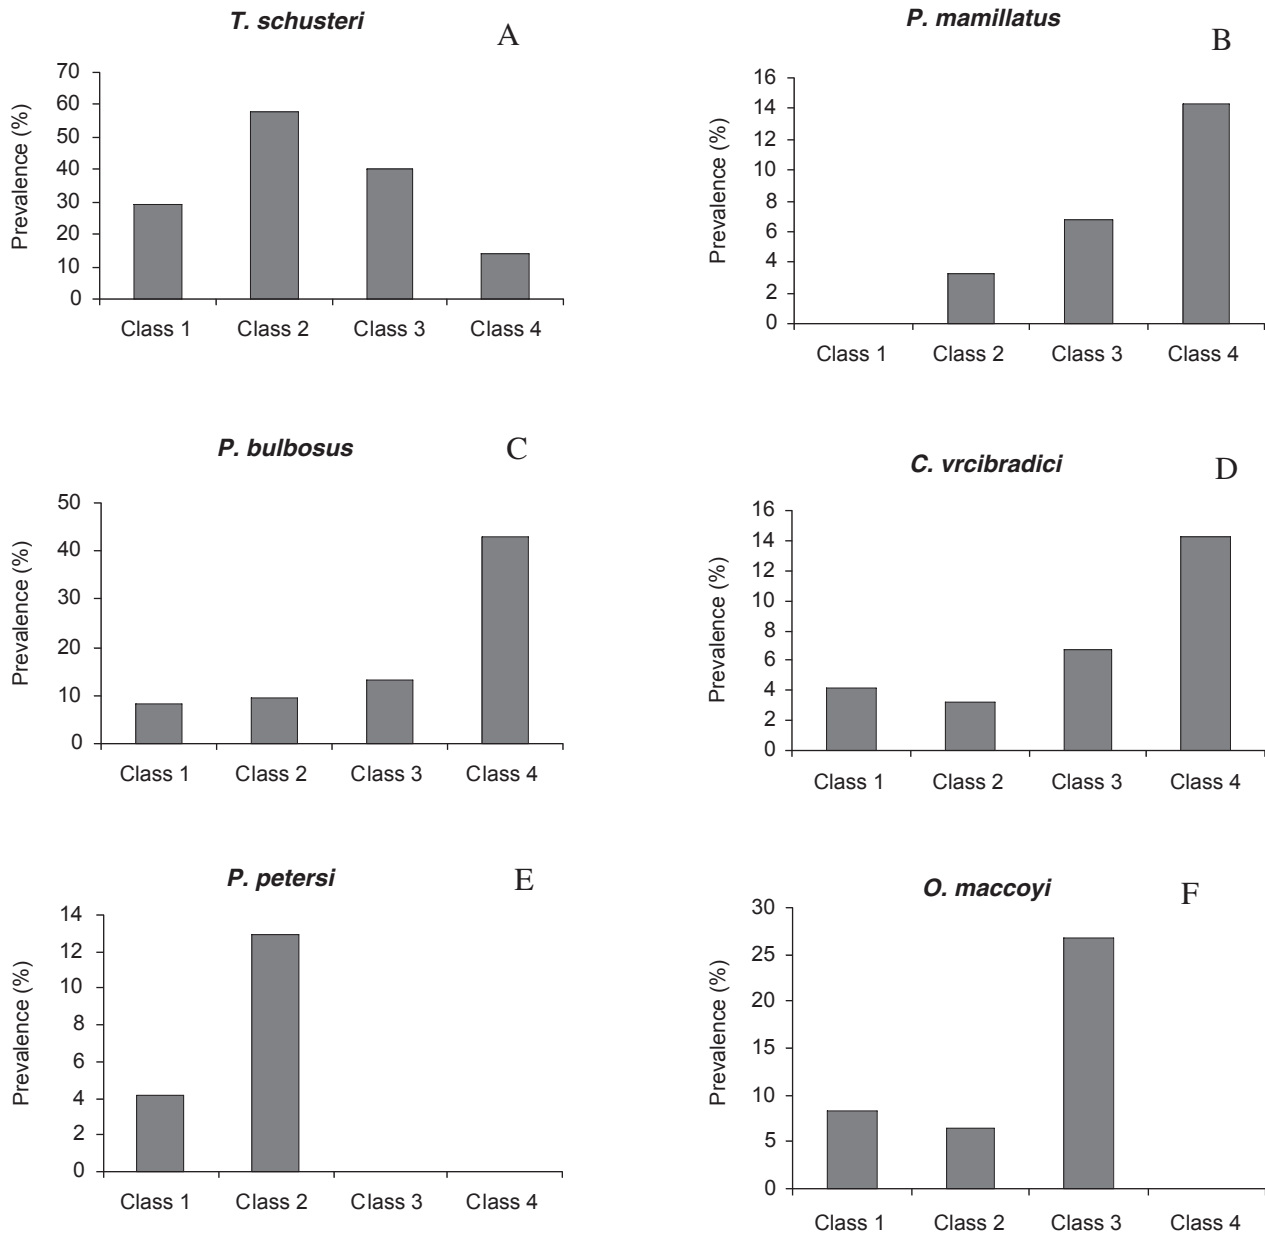 T. schusteri
A
Prevalence (%)
70
60
50
40
30
20
10
0
Class 1 Class 2 Class 3 Class 4
P. mamillatus
B
Prevalence (%)
16
14
12
10
8
6
4
2
0
Class 1 Class 2 Class 3 Class 4
P. bulbosus
C
Prevalence (%)
50
40
30
20
10
0
Class 1 Class 2 Class 3 Class 4
C. vrcibradici
D
Prevalence (%)
16
14
12
10
8
6
4
2
0
Class 1 Class 2 Class 3 Class 4
P. petersi
E
Prevalence (%)
14
12
10
8
6
4
2
0
Class 1 Class 2 Class 3 Class 4
O. maccoyi
F
Prevalence (%)
30
25
20
15
10
5
0
Class 1 Class 2 Class 3 Class 4